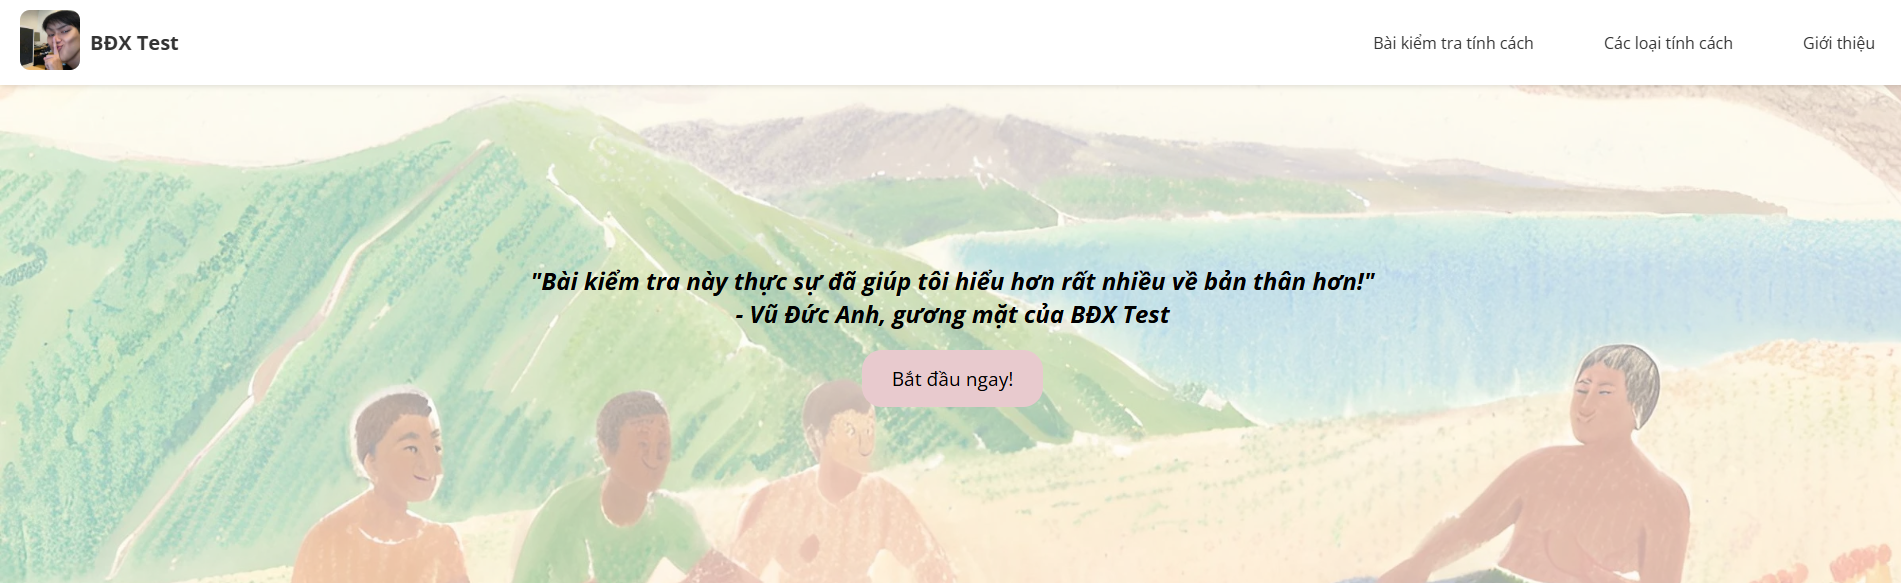 BĐX Test
Bài kiểm tra tính cách
Các loại tính cách
Giới thiệu
"Bài kiểm tra này thực sự đã giúp tôi hiểu hơn rất nhiều về bản thân hơn!"
- Vũ Đức Anh, gương mặt của BĐX Test
Bắt đầu ngay!